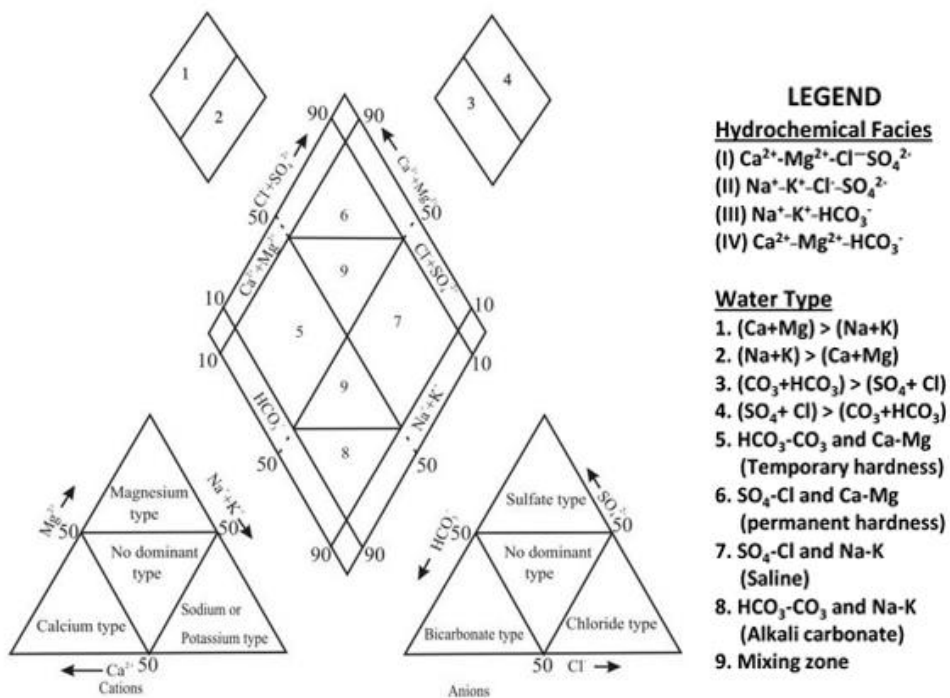 1
2
3
4
90
90
Cl⁻+SO₄²⁻
Ca²⁺+Mg²⁺
50
50
6
Ca²⁺+Mg²⁺
Cl+SO₄²⁻
9
10
10
5
7
10
10
9
HCO₃⁻
Na⁺+K⁺
8
50
50
90
90
Mg²⁺
Magnesium
type
Na⁺+K⁺
50
50
No dominant
type
Calcium type
Sodium or
Potassium type
50
Ca²⁺
Cations
HCO₃⁻
Sulfate type
SO₄²⁻
50
50
No dominant
type
Bicarbonate type
Chloride type
50
Cl⁻
Anions
LEGEND
Hydrochemical Facies
(I) Ca²⁺-Mg²⁺-Cl⁻SO₄²⁻
(II) Na⁺-K⁺-Cl⁻-SO₄²⁻
(III) Na⁺-K⁺-HCO₃⁻
(IV) Ca²⁺-Mg²⁺-HCO₃⁻
Water Type
1. (Ca+Mg) > (Na+K)
2. (Na+K) > (Ca+Mg)
3. (CO₃+HCO₃) > (SO₄+ Cl)
4. (SO₄+ Cl) > (CO₃+HCO₃)
5. HCO₃-CO₃ and Ca-Mg
(Temporary hardness)
6. SO₄-Cl and Ca-Mg
(permanent hardness)
7. SO₄-Cl and Na-K
(Saline)
8. HCO₃-CO₃ and Na-K
(Alkali carbonate)
9. Mixing zone